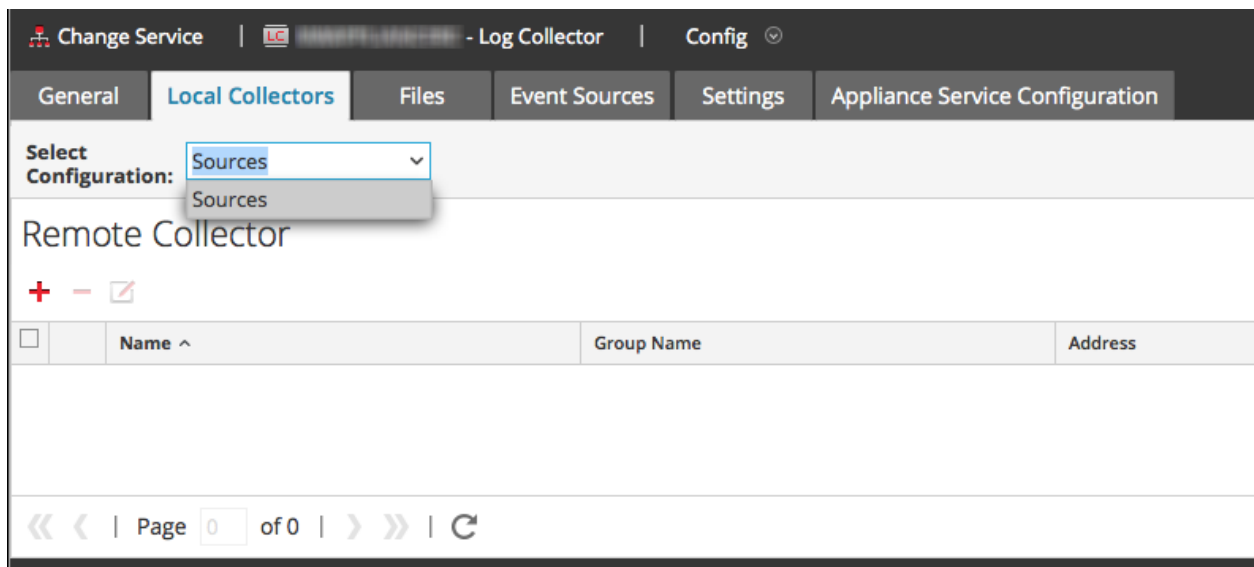 Change Service | LC - Log Collector | Config
General Local Collectors Files Event Sources Settings Appliance Service Configuration
Select
Configuration:
Sources
Sources
Remote Collector
Name Group Name Address
Page 0 of 0